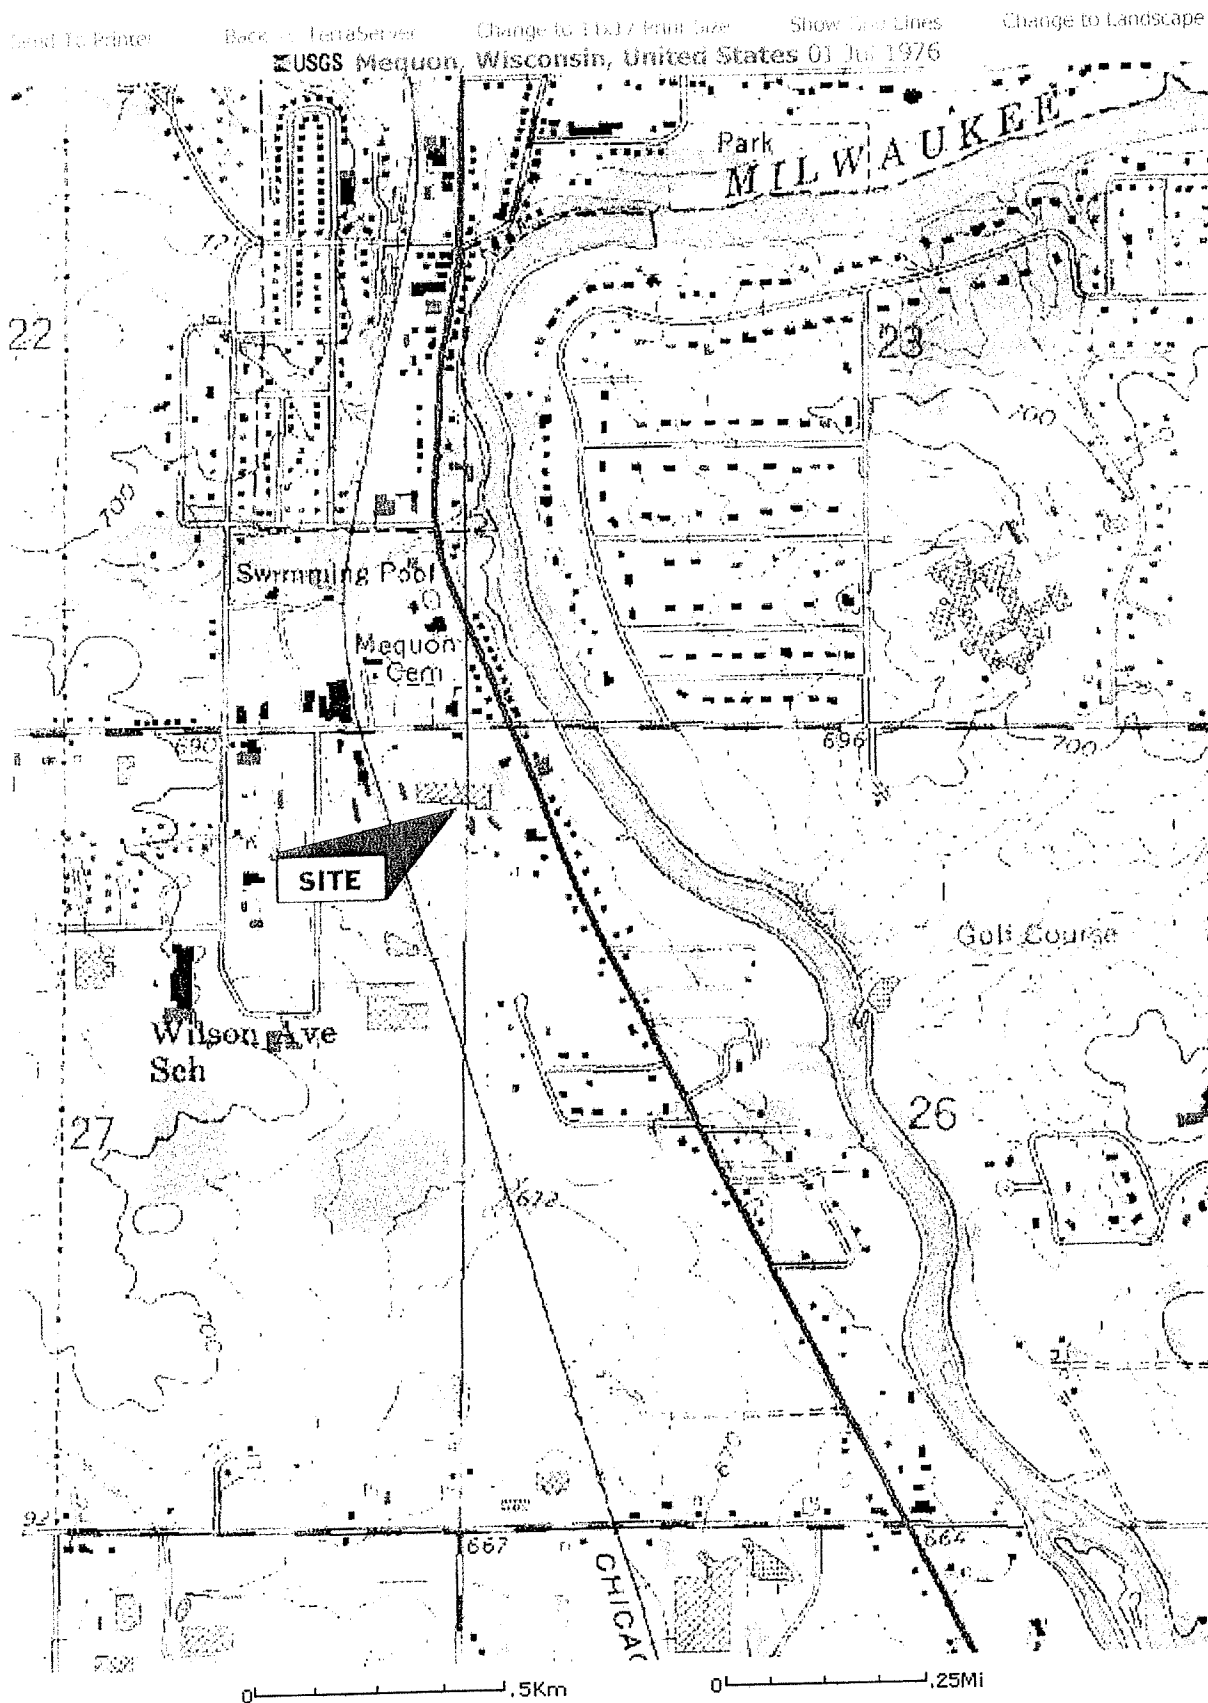 Send To Printer Back To TerraServer Change to 11x17 Print Size Show Grid Lines Change to Landscape
USGS Mequon, Wisconsin, United States 01 Jul 1976
Park
MILWAUKEE
22
23
700
700
Swimming Pool
Mequon
Cem
690
696
700
SITE
Golf Course
Wilson Ave
Sch
27
26
672
700
667
664
CHICAG
0 .5Km 0 .25Mi